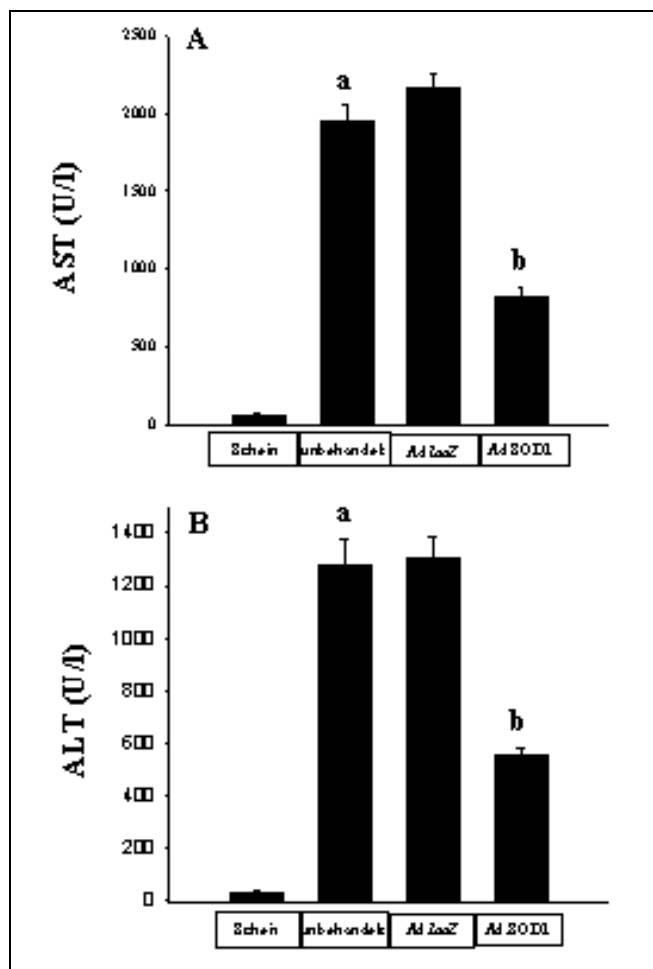 A
2500
a
2000
1500
b
1000
500
0
AST (U/l)
Schein
unbehandelt
Ad LacZ
Ad SOD1
B
a
1400
1200
1000
800
b
600
400
200
0
ALT (U/l)
Schein
unbehandelt
Ad LacZ
Ad SOD1